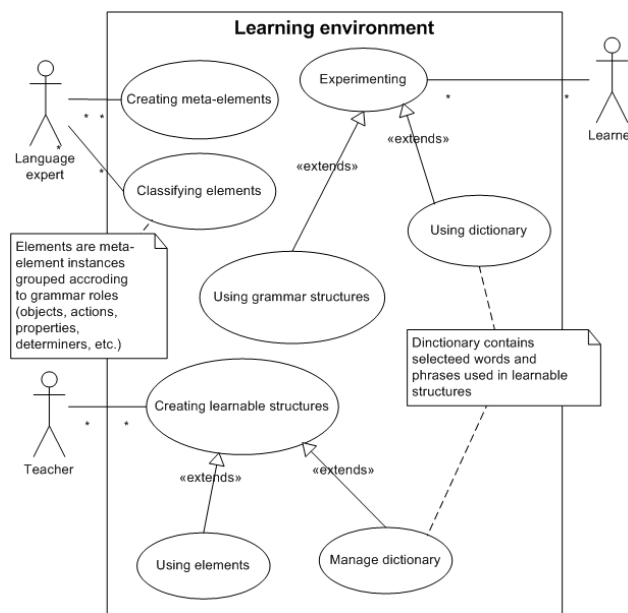 Learning environment
Experimenting
Creating meta-elements
*
*
* *
Language
expert
*
*
Learne
«extends»
«extends»
Classifying elements
Using dictionary
Elements are meta-
element instances
grouped accroding
to grammar roles
(objects, actions,
properties,
determiners, etc.)
Using grammar structures
Dinctionary contains
selecteed words and
phrases used in learnable
structures
Creating learnable structures
*
*
Teacher
«extends»
«extends»
Using elements
Manage dictionary